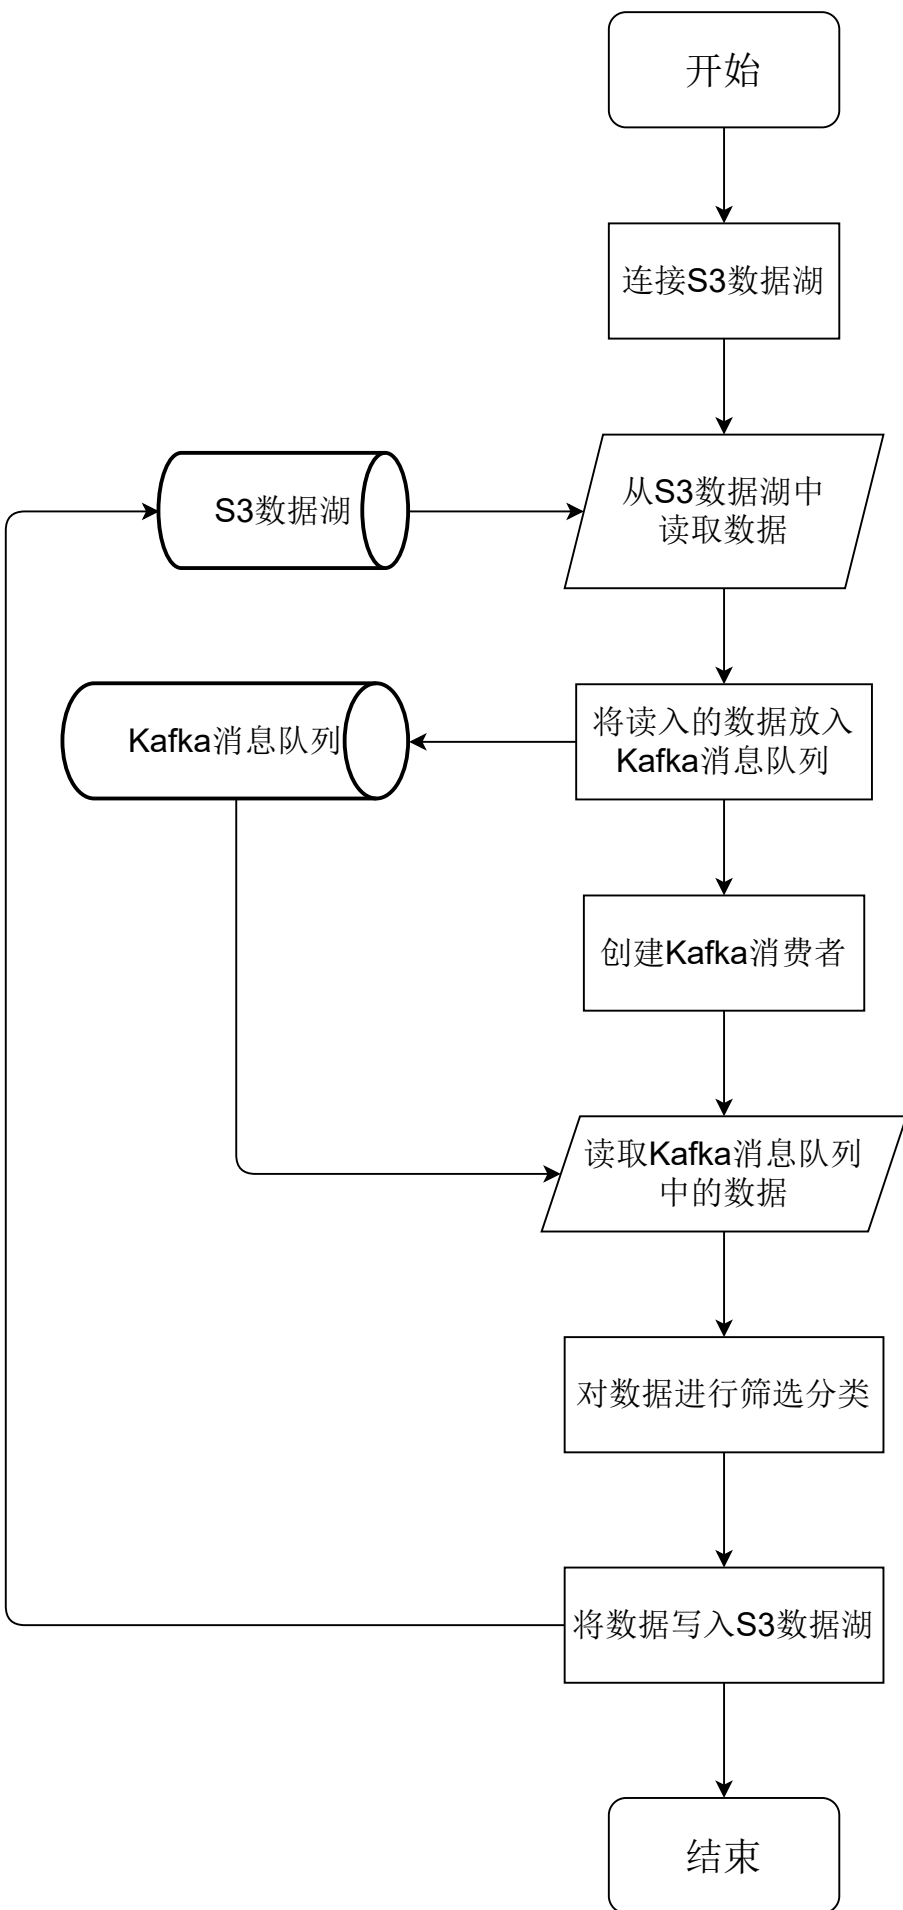 开始
连接S3数据湖
S3数据湖
从S3数据湖中
读取数据
Kafka消息队列
将读入的数据放入
Kafka消息队列
创建Kafka消费者
读取Kafka消息队列
中的数据
对数据进行筛选分类
将数据写入S3数据湖
结束